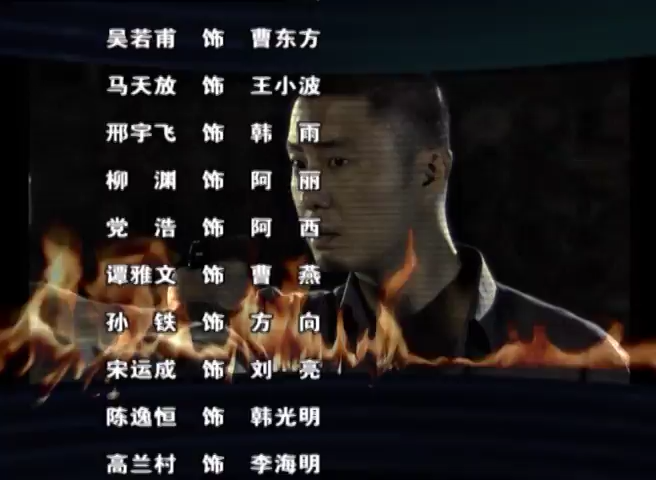 吴若甫 饰 曹东方
马天放 饰 王小波
邢宇飞 饰 韩 雨
柳 渊 饰 阿 丽
党 浩 饰 阿 西
谭雅文 饰 曹 燕
孙 铁 饰 方 向
宋运成 饰 刘 亮
陈逸恒 饰 韩光明
高兰村 饰 李海明